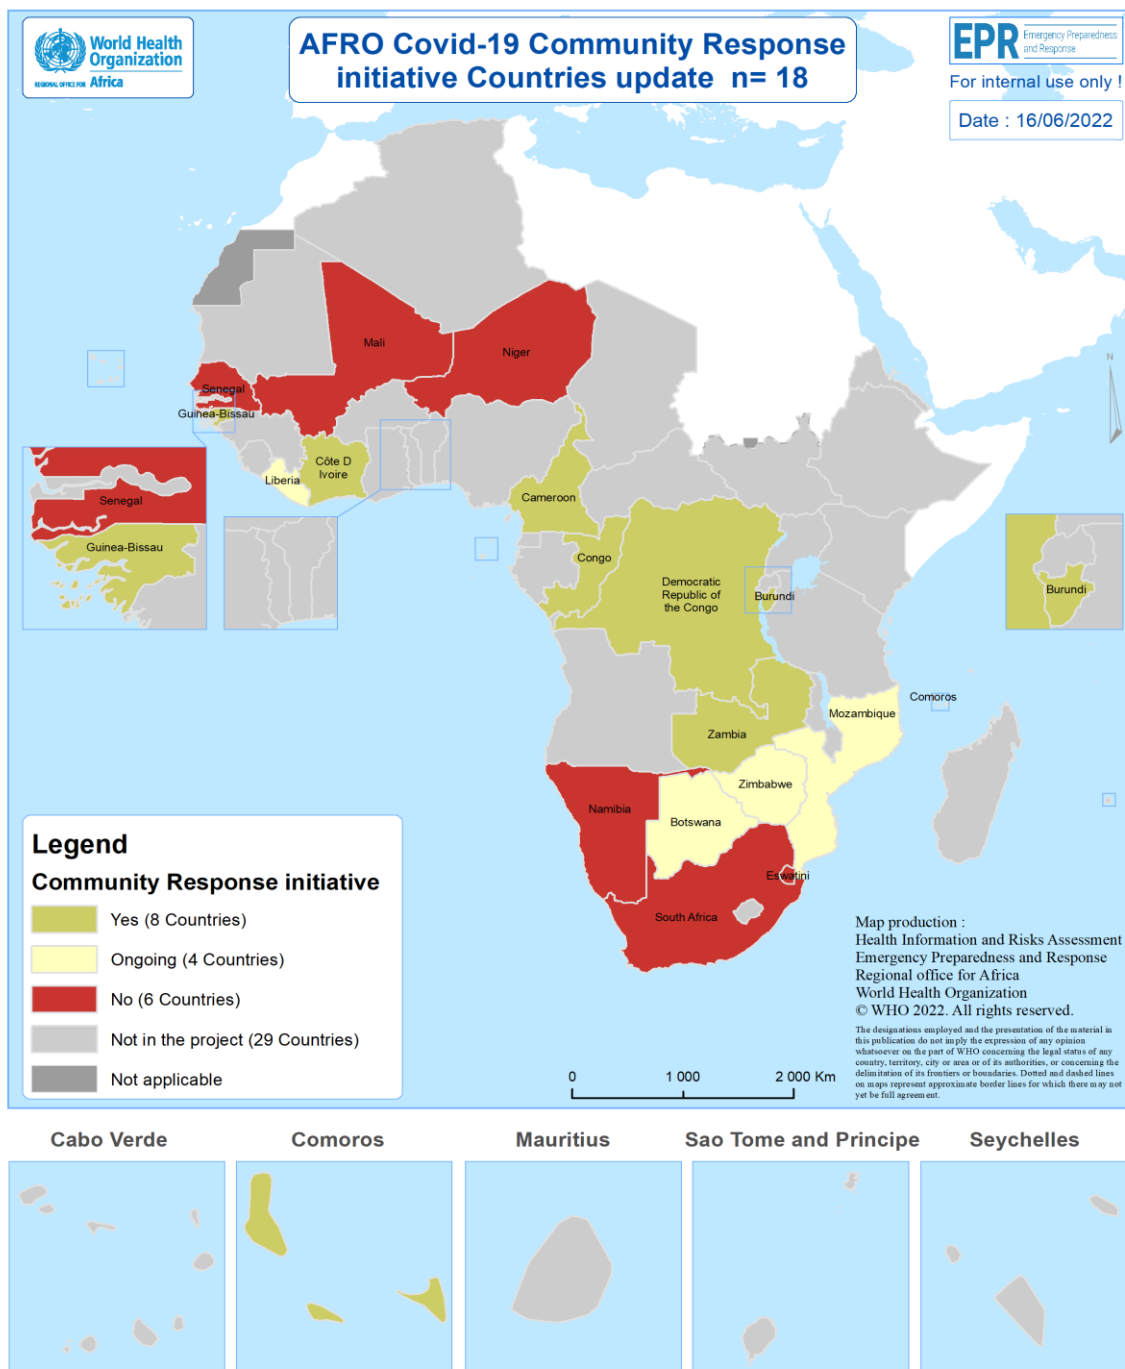 World Health
Organization
REGIONAL OFFICE FOR Africa
AFRO Covid-19 Community Response
initiative Countries update n= 18
EPR
Emergency Preparedness
and Response
For internal use only !
Date : 16/06/2022
N
Mali
Niger
Senegal
Guinea-Bissau
Liberia
Côte D
Ivoire
Cameroon
Senegal
Guinea-Bissau
Congo
Democratic
Republic of
the Congo
Burundi
Burundi
Comoros
Mozambique
Zambia
Zimbabwe
Namibia
Botswana
Eswatini
South Africa
Legend
Community Response initiative
Yes (8 Countries)
Ongoing (4 Countries)
No (6 Countries)
Not in the project (29 Countries)
Not applicable
0 1 000 2 000 Km
Map production :
Health Information and Risks Assessment
Emergency Preparedness and Response
Regional office for Africa
World Health Organization
© WHO 2022. All rights reserved.
The designations employed and the presentation of the material in
this publication do not imply the expression of any opinion
whatsoever on the part of WHO concerning the legal status of any
country, territory, city or area or of its authorities, or concerning the
delimitation of its frontiers or boundaries. Dotted and dashed lines
on maps represent approximate border lines for which there may not
yet be full agreement.
Cabo Verde
Comoros
Mauritius
Sao Tome and Principe
Seychelles